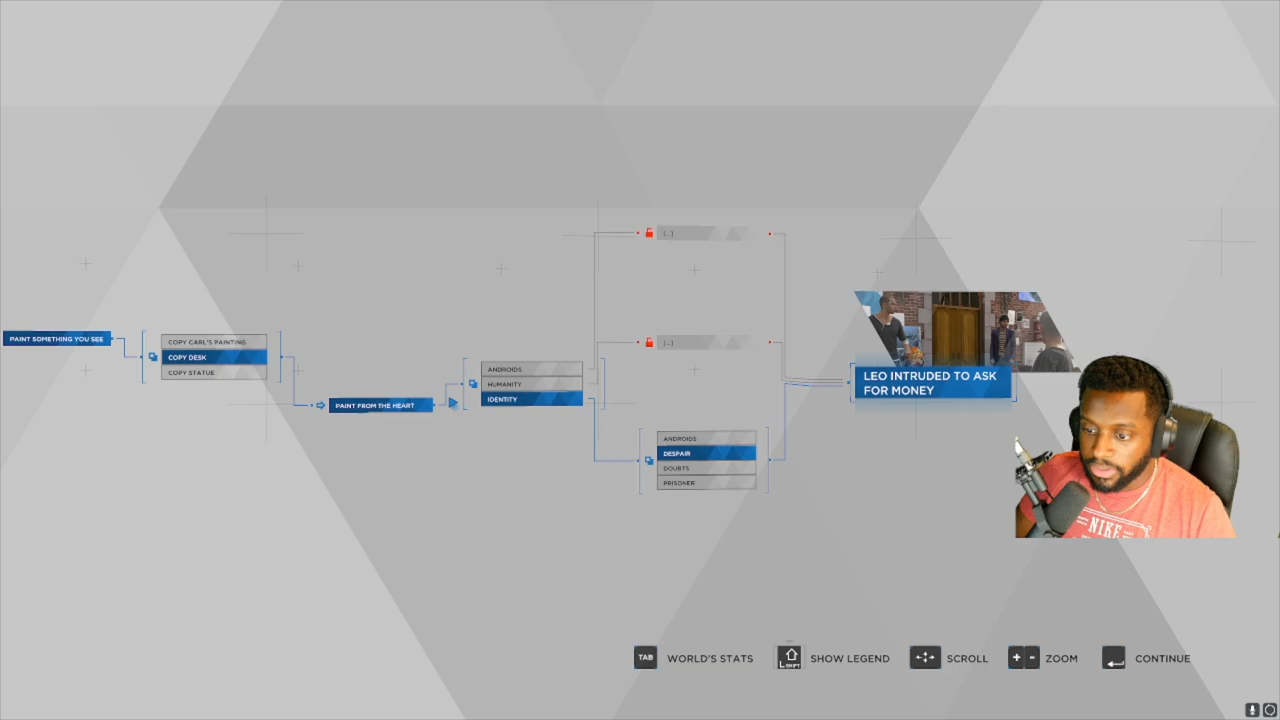 [...]
[...]
PAINT SOMETHING YOU SEE
COPY CARL'S PAINTING
COPY DESK
COPY STATUE
PAINT FROM THE HEART
ANDROIDS
HUMANITY
IDENTITY
ANDROIDS
DESPAIR
DOUBTS
PRISONER
LEO INTRUDED TO ASK
FOR MONEY
NIKE
TAB WORLD'S STATS
L SHIFT SHOW LEGEND
SCROLL
+ - ZOOM
CONTINUE